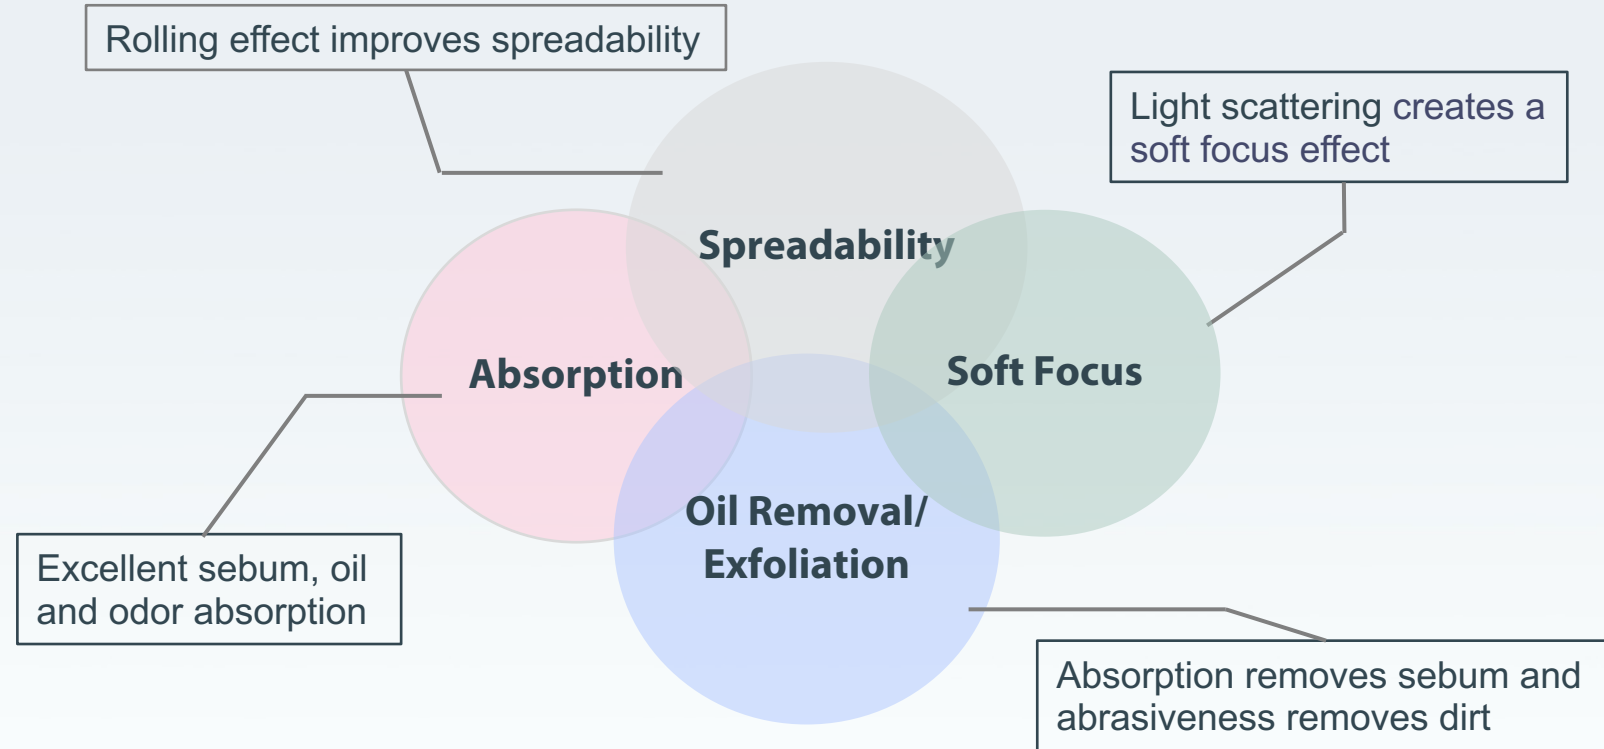 Rolling effect improves spreadability
Light scattering creates a
soft focus effect
Spreadability
Absorption
Soft Focus
Oil Removal/
Exfoliation
Excellent sebum, oil
and odor absorption
Absorption removes sebum and
abrasiveness removes dirt